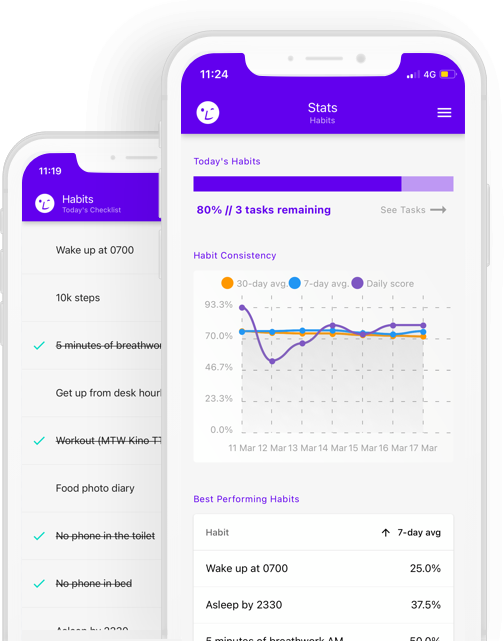 11:24
4G
Stats
Habits
Today's Habits
80% // 3 tasks remaining
See Tasks
Habit Consistency
30-day avg.
7-day avg.
Daily score
93.3%
70.0%
46.7%
23.3%
0.0%
11 Mar 12 Mar 13 Mar 14 Mar 15 Mar 16 Mar 17 Mar
Best Performing Habits
Habit
7-day avg
Wake up at 0700
25.0%
Asleep by 2330
37.5%
5 minutes of breathwork AM
50.0%
11:19
Habits
Today's Checklist
Wake up at 0700
10k steps
5 minutes of breathwor
Get up from desk hourl
Workout (MTW Kino TT
Food photo diary
No phone in the toilet
No phone in bed
Asleep by 2330